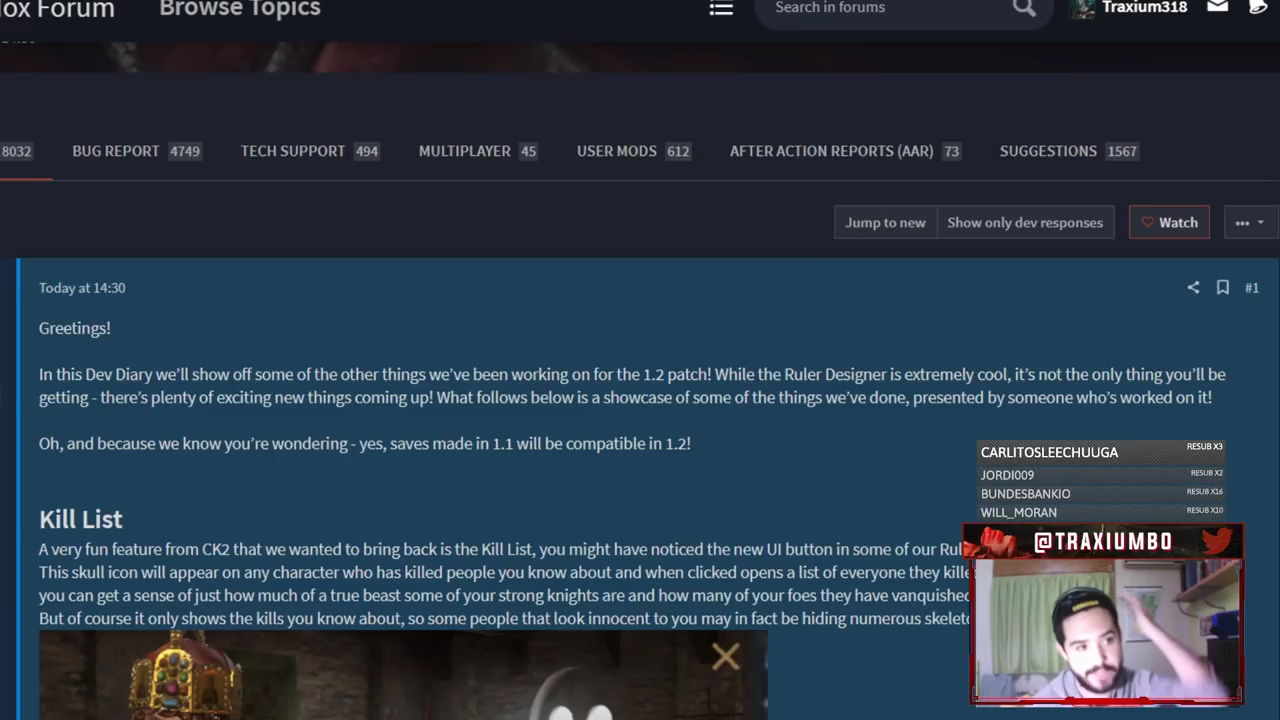 ox Forum
Browse Topics
Search in forums
Traxium318
8032
BUG REPORT 4749
TECH SUPPORT 494
MULTIPLAYER 45
USER MODS 612
AFTER ACTION REPORTS (AAR) 73
SUGGESTIONS 1567
Jump to new
Show only dev responses
Watch
Today at 14:30
#1
Greetings!
In this Dev Diary we'll show off some of the other things we've been working on for the 1.2 patch! While the Ruler Designer is extremely cool, it's not the only thing you'll be
getting - there's plenty of exciting new things coming up! What follows below is a showcase of some of the things we've done, presented by someone who's worked on it!
Oh, and because we know you're wondering - yes, saves made in 1.1 will be compatible in 1.2!
Kill List
A very fun feature from CK2 that we wanted to bring back is the Kill List, you might have noticed the new UI button in some of our Rul
This skull icon will appear on any character who has killed people you know about and when clicked opens a list of everyone they kille
you can get a sense of just how much of a true beast some of your strong knights are and how many of your foes they have vanquished
But of course it only shows the kills you know about, so some people that look innocent to you may in fact be hiding numerous skelet
CARLITOSLEECHUUGA RESUB X3
JORDI009 RESUB X2
BUNDESBANKIO RESUB X16
WILL_MORAN RESUB X10
@TRAXIUMBO